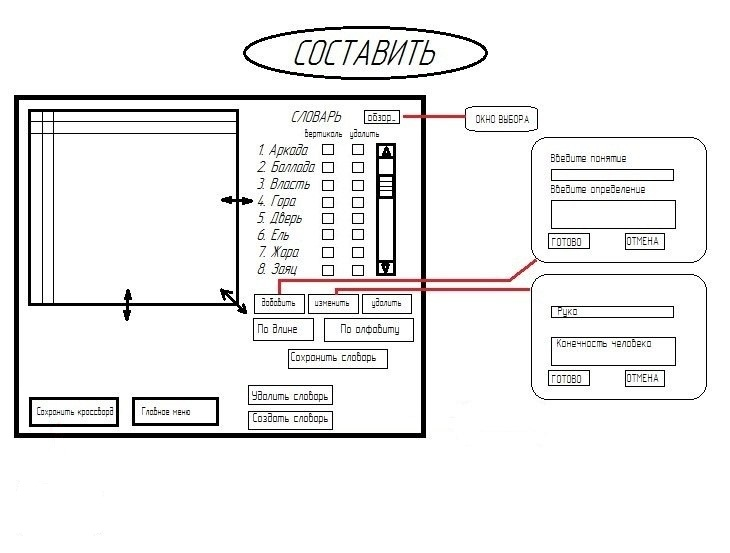 СОСТАВИТЬ
СЛОВАРЬ
обзор_
ОКНО ВЫБОРА
вертикаль удалить
1. Аркада
2. Баллада
3. Власть
4. Гора
5. Дверь
6. Ель
7. Жара
8. Заяц
добавить изменить удалить
По длине По алфавиту
Сохранить словарь
Удалить словарь
Создать словарь
Сохранить кроссворд Главное меню
Введите понятие
Введите определение
ГОТОВО ОТМЕНА
Рука
Конечность человека
ГОТОВО ОТМЕНА